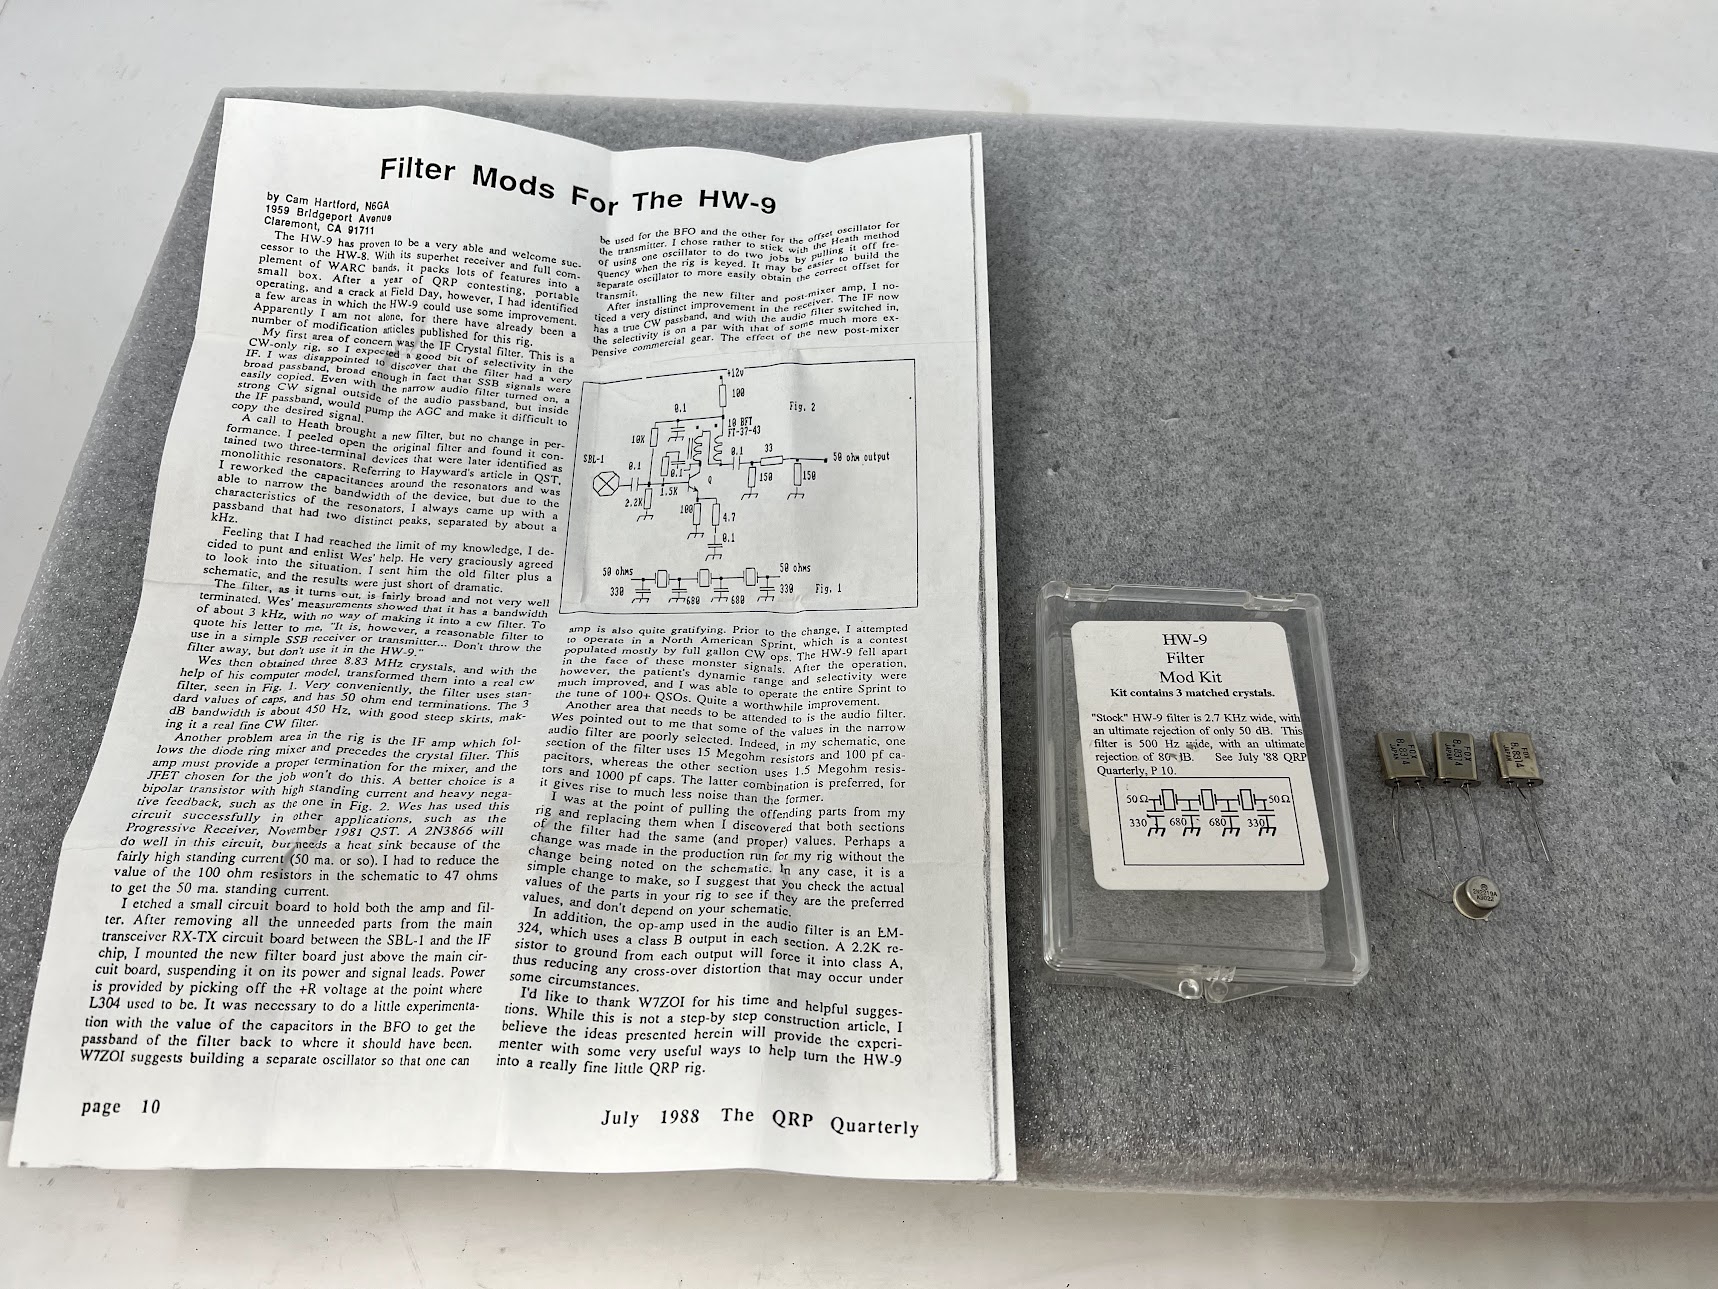 Filter Mods For The HW-9
by Cam Hartford, N6GA
1959 Bridgeport Avenue
Claremont, CA 91711
The HW-9 has proven to be a very able and welcome suc-
cessor to the HW-8. With its superhet receiver and full com-
plement of WARC bands, it packs lots of features into a
small box. After a year of QRP contesting, portable
operating, and a crack at Field Day, however, I had identified
a few areas in which the HW-9 could use some improvement.
Apparently I am not alone, for there have already been a
number of modification articles published for this rig.
My first area of concern was the IF Crystal filter. This is a
CW-only rig, so I expected a good bit of selectivity in the
IF. I was disappointed to discover that the filter had a very
broad passband, broad enough in fact that SSB signals were
easily copied. Even with the narrow audio filter turned on, a
strong CW signal outside of the audio passband, but inside
the IF passband, would pump the AGC and make it difficult to
copy the desired signal.
A call to Heath brought a new filter, but no change in per-
formance. I peeled open the original filter and found it con-
tained two three-terminal devices that were later identified as
monolithic resonators. Referring to Hayward's article in QST,
I reworked the capacitances around the resonators and was
able to narrow the bandwidth of the device, but due to the
characteristics of the resonators, I always came up with a
passband that had two distinct peaks, separated by about a
kHz.
Feeling that I had reached the limit of my knowledge, I de-
cided to punt and enlist Wes' help. He very graciously agreed
to look into the situation. I sent him the old filter plus a
schematic, and the results were just short of dramatic.
The filter, as it turns out, is fairly broad and not very well
terminated. Wes' measurements showed that it has a bandwidth
of about 3 kHz, with no way of making it into a cw filter. To
quote his letter to me, "It is, however, a reasonable filter to
use in a simple SSB receiver or transmitter... Don't throw the
filter away, but don't use it in the HW-9."
Wes then obtained three 8.83 MHz crystals, and with the
help of his computer model, transformed them into a real cw
filter, seen in Fig. 1. Very conveniently, the filter uses stan-
dard values of caps, and has 50 ohm end terminations. The 3
dB bandwidth is about 450 Hz, with good steep skirts, mak-
ing it a real fine CW filter.
Another problem area in the rig is the IF amp which fol-
lows the diode ring mixer and precedes the crystal filter. This
amp must provide a proper termination for the mixer, and the
JFET chosen for the job won't do this. A better choice is a
bipolar transistor with high standing current and heavy nega-
tive feedback, such as the one in Fig. 2. Wes has used this
circuit successfully in other applications, such as the
Progressive Receiver, November 1981 QST. A 2N3866 will
do well in this circuit, but needs a heat sink because of the
fairly high standing current (50 ma. or so). I had to reduce the
value of the 100 ohm resistors in the schematic to 47 ohms
to get the 50 ma. standing current.
I etched a small circuit board to hold both the amp and fil-
ter. After removing all the unneeded parts from the main
transceiver RX-TX circuit board between the SBL-1 and the IF
chip, I mounted the new filter board just above the main cir-
cuit board, suspending it on its power and signal leads. Power
is provided by picking off the +R voltage at the point where
L304 used to be. It was necessary to do a little experimenta-
tion with the value of the capacitors in the BFO to get the
passband of the filter back to where it should have been.
W7ZOI suggests building a separate oscillator so that one can
be used for the BFO and the other for the offset oscillator for
the transmitter. I chose rather to stick with the Heath method
of using one oscillator to do two jobs by pulling it off fre-
quency when the rig is keyed. It may be easier to build the
separate oscillator to more easily obtain the correct offset for
transmit.
After installing the new filter and post-mixer amp, I no-
ticed a very distinct improvement in the receiver. The IF now
has a true CW passband, and with the audio filter switched in,
the selectivity is on a par with that of some much more ex-
pensive commercial gear. The effect of the new post-mixer
+12v
100
Fig. 2
0.1
10 BFT
FT-37-43
10K
SBL-1
0.1
0.1
0.1
33
50 ohm output
150
150
1.5K
Q
2.2K
100
4.7
0.1
50 ohms
50 ohms
330
680
680
330
Fig. 1
amp is also quite gratifying. Prior to the change, I attempted
to operate in a North American Sprint, which is a contest
populated mostly by full gallon CW ops. The HW-9 fell apart
in the face of these monster signals. After the operation,
however, the patient's dynamic range and selectivity were
much improved, and I was able to operate the entire Sprint to
the tune of 100+ QSOs. Quite a worthwhile improvement.
Another area that needs to be attended to is the audio filter.
Wes pointed out to me that some of the values in the narrow
audio filter are poorly selected. Indeed, in my schematic, one
section of the filter uses 15 Megohm resistors and 100 pf ca-
pacitors, whereas the other section uses 1.5 Megohm resis-
tors and 1000 pf caps. The latter combination is preferred, for
it gives rise to much less noise than the former.
I was at the point of pulling the offending parts from my
rig and replacing them when I discovered that both sections
of the filter had the same (and proper) values. Perhaps a
change was made in the production run for my rig without the
change being noted on the schematic. In any case, it is a
simple change to make, so I suggest that you check the actual
values of the parts in your rig to see if they are the preferred
values, and don't depend on your schematic.
In addition, the op-amp used in the audio filter is an LM-
324, which uses a class B output in each section. A 2.2K re-
sistor to ground from each output will force it into class A,
thus reducing any cross-over distortion that may occur under
some circumstances.
I'd like to thank W7ZOI for his time and helpful sugges-
tions. While this is not a step-by step construction article, I
believe the ideas presented herein will provide the experi-
menter with some very useful ways to help turn the HW-9
into a really fine little QRP rig.
page 10
July 1988 The QRP Quarterly
HW-9
Filter
Mod Kit
Kit contains 3 matched crystals.
"Stock" HW-9 filter is 2.7 KHz wide, with
an ultimate rejection of only 50 dB. This
filter is 500 Hz wide, with an ultimate
rejection of 80 dB. See July '88 QRP
Quarterly, P 10.
50 Ω
50 Ω
330
680
680
330
FOX
8.8314
JAPAN
FOX
8.8314
JAPAN
FOX
8.8314
JAPAN
2N2219A